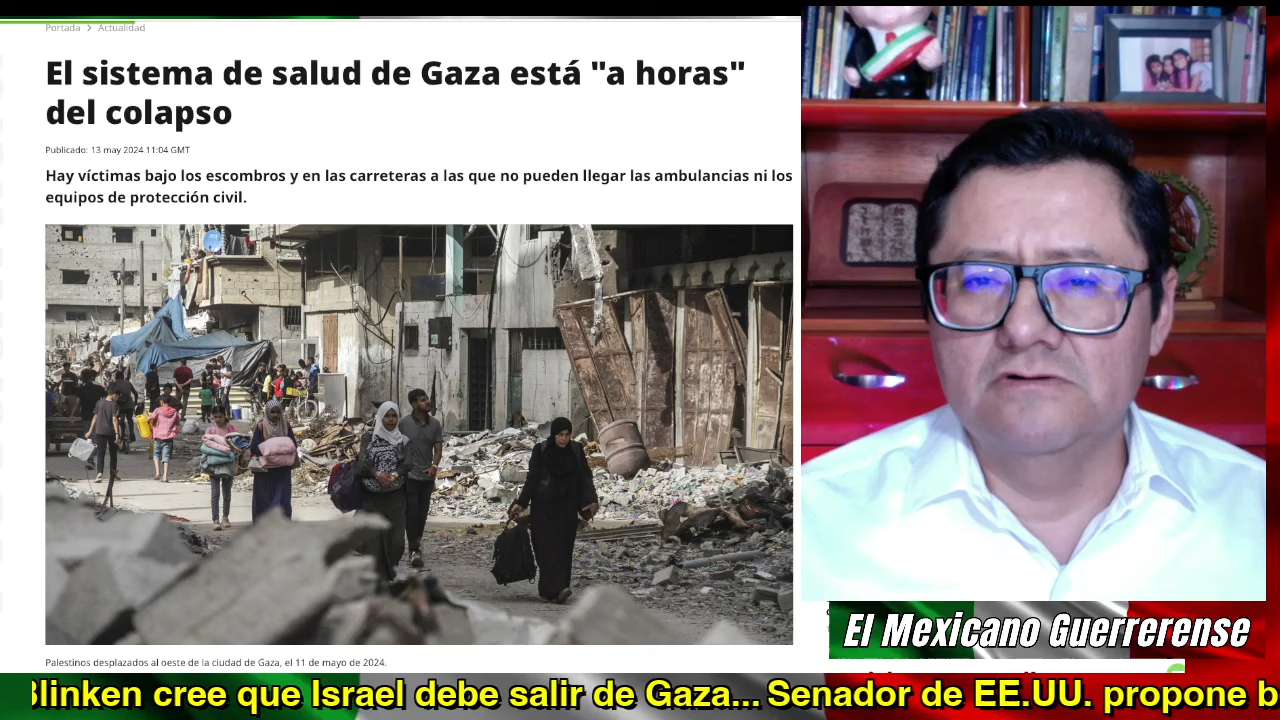 Portada > Actualidad
El sistema de salud de Gaza está "a horas"
del colapso
Publicado: 13 may 2024 11:04 GMT
Hay víctimas bajo los escombros y en las carreteras a las que no pueden llegar las ambulancias ni los
equipos de protección civil.
Palestinos desplazados al oeste de la ciudad de Gaza, el 11 de mayo de 2024.
El Mexicano Guerrerense
Blinken cree que Israel debe salir de Gaza... Senador de EE.UU. propone b